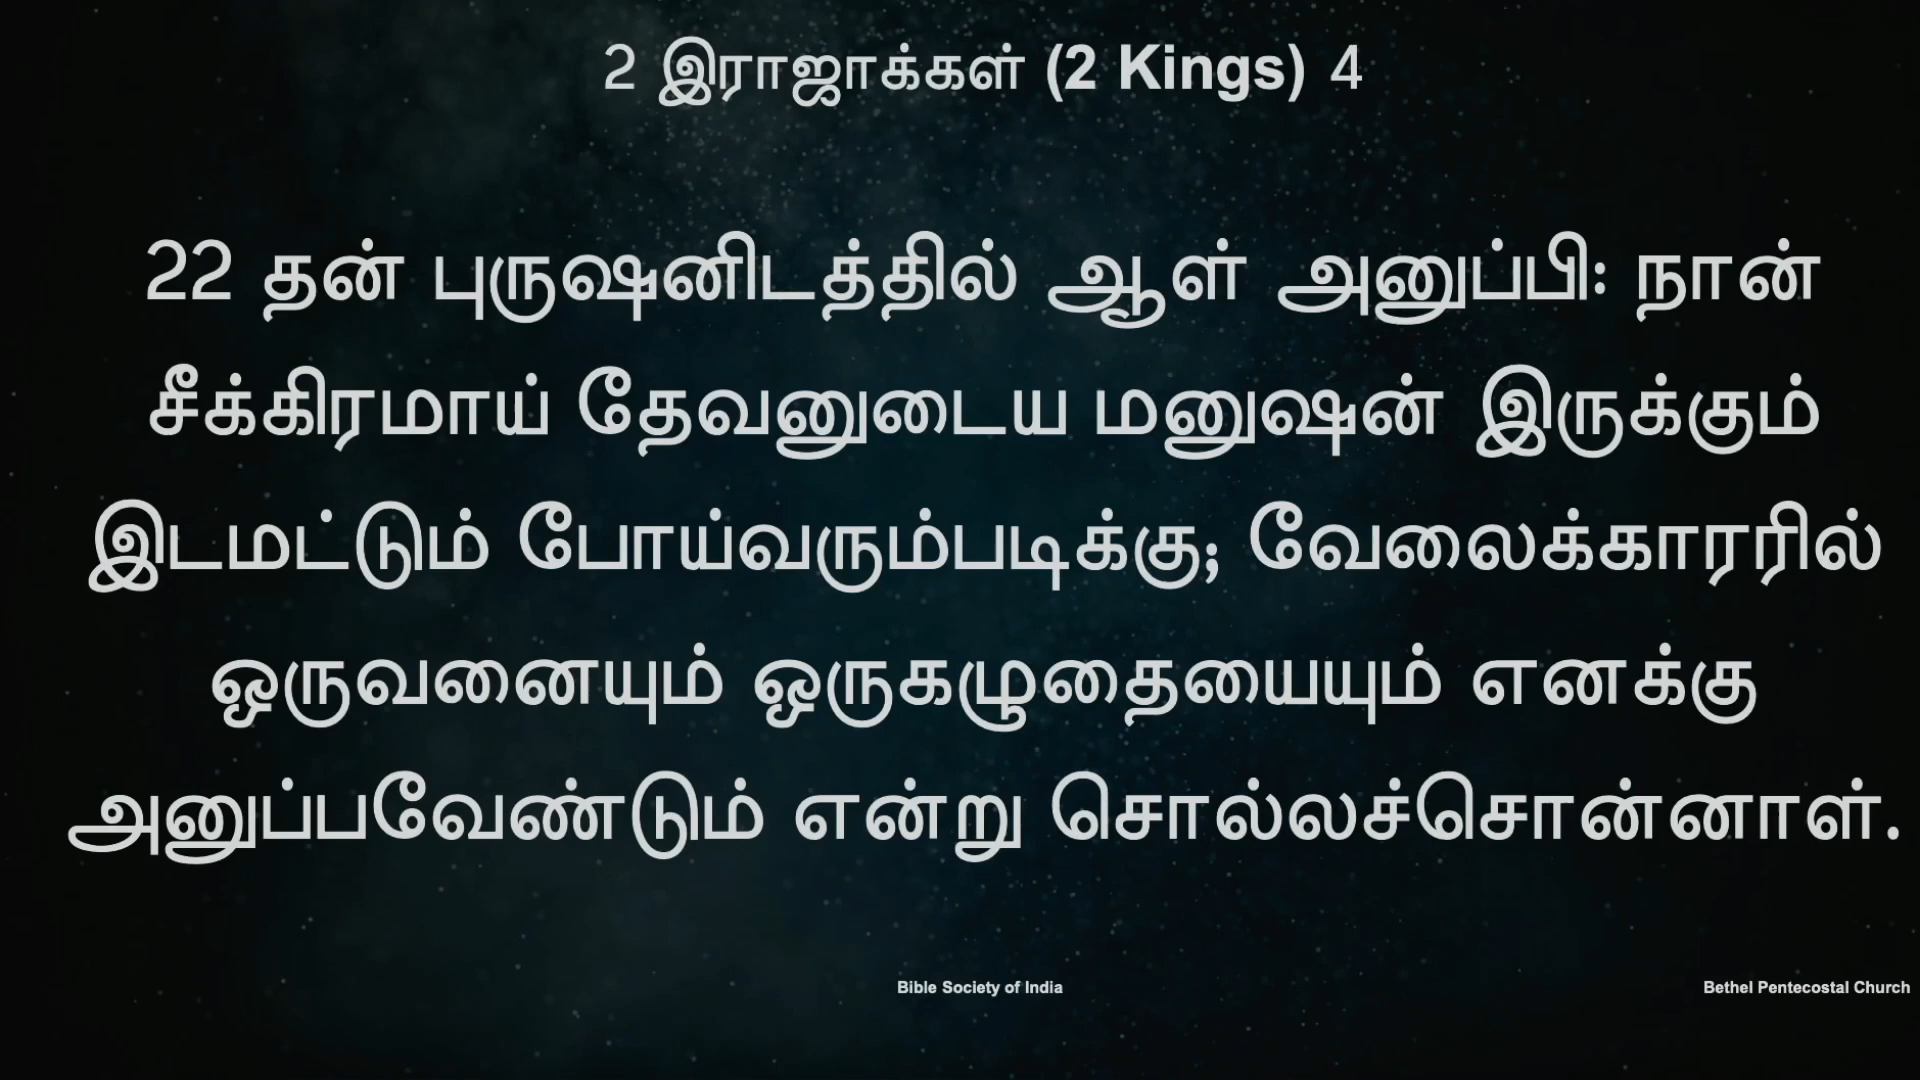 2 இராஜாக்கள் (2 Kings) 4
22 தன் புருஷனிடத்தில் ஆள் அனுப்பி: நான்
சீக்கிரமாய் தேவனுடைய மனுஷன் இருக்கும்
இடமட்டும் போய்வரும்படிக்கு; வேலைக்காரரில்
ஒருவனையும் ஒருகழுதையையும் எனக்கு
அனுப்பவேண்டும் என்று சொல்லச்சொன்னாள்.
Bible Society of India
Bethel Pentecostal Church